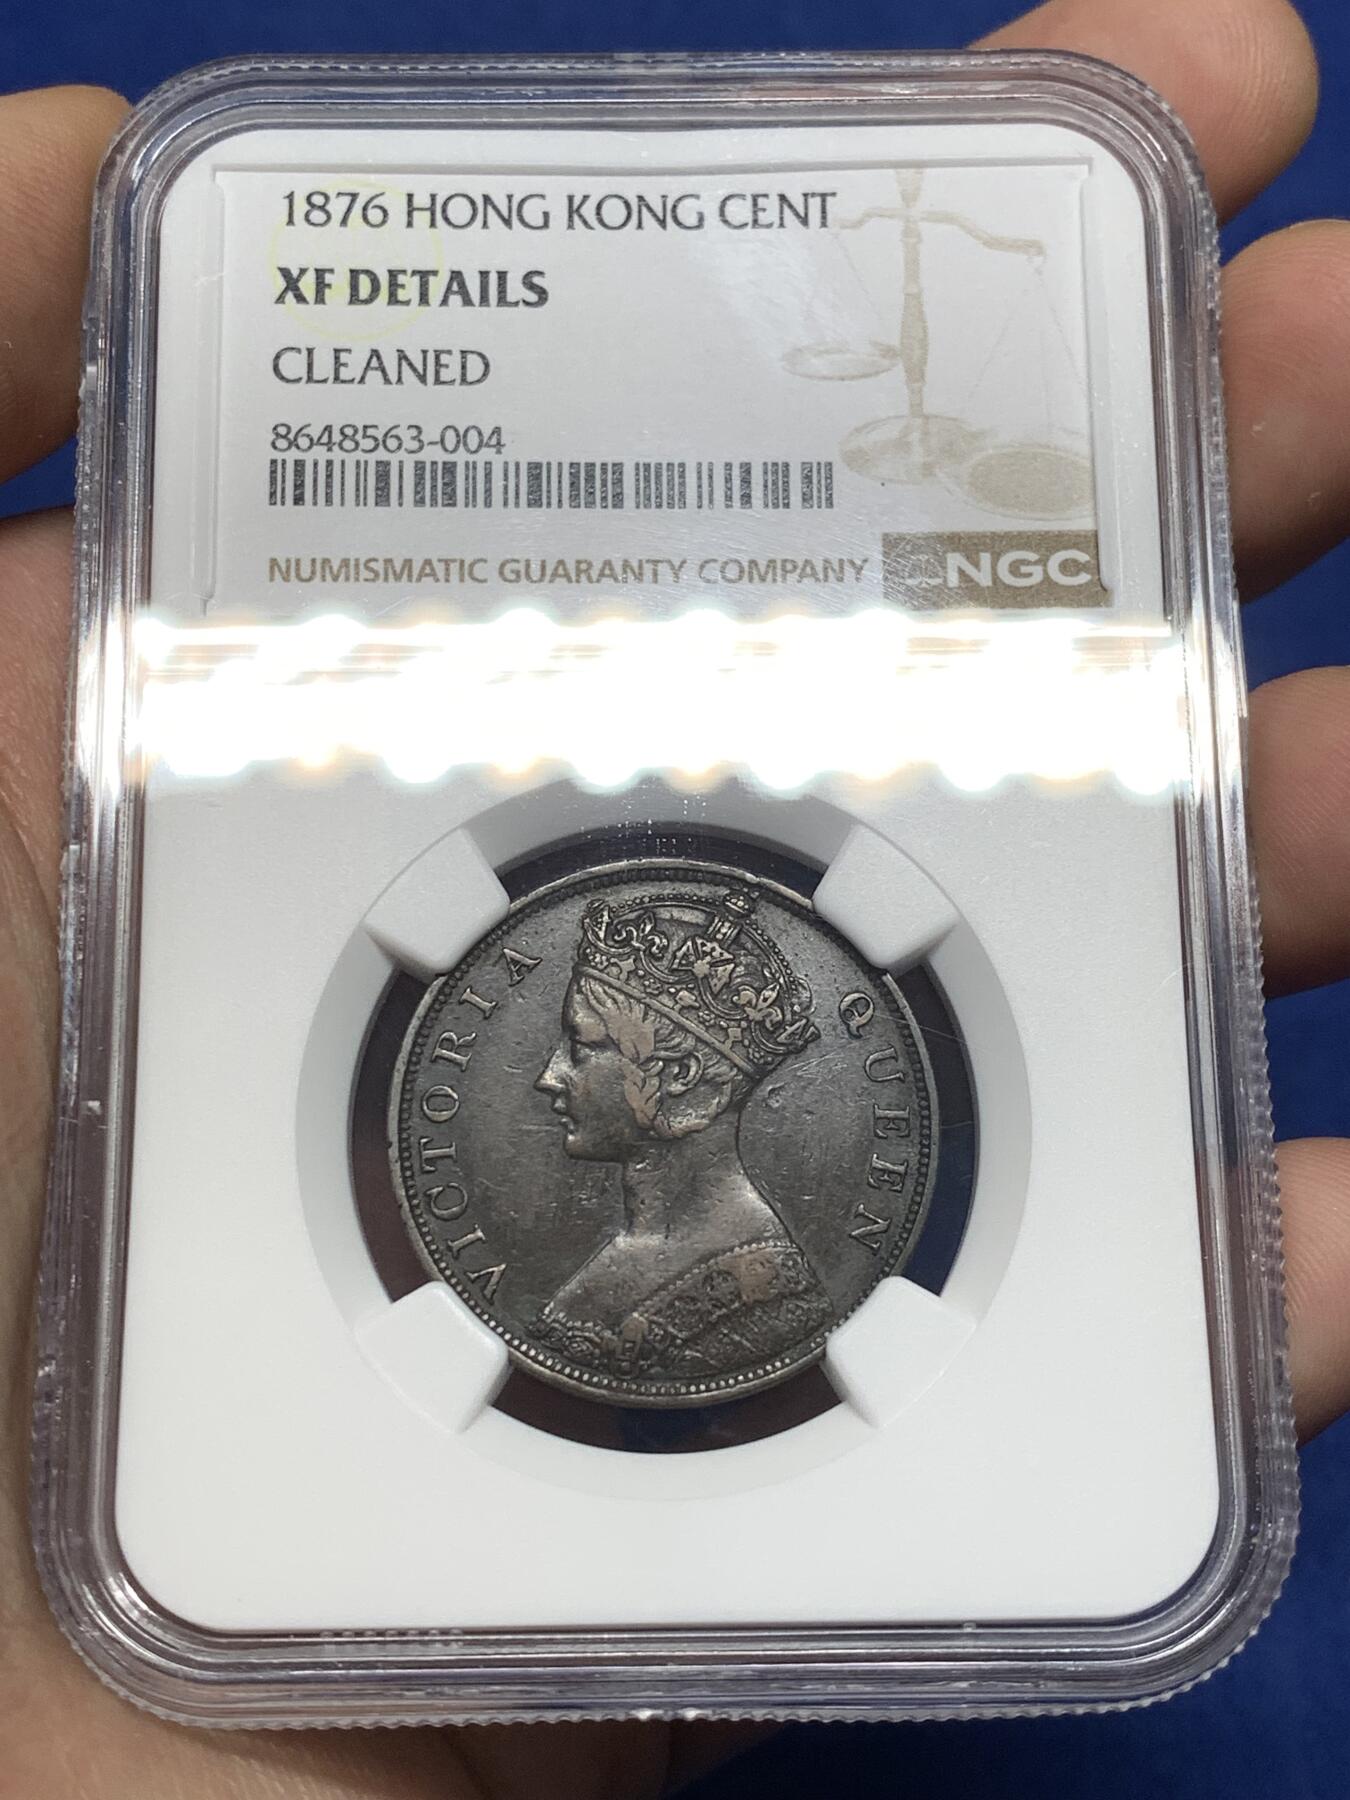 1876 HONG KONG CENT
XF DETAILS
CLEANED
8648563-004
NUMISMATIC GUARANTY COMPANY NGC
VICTORIA QUEEN